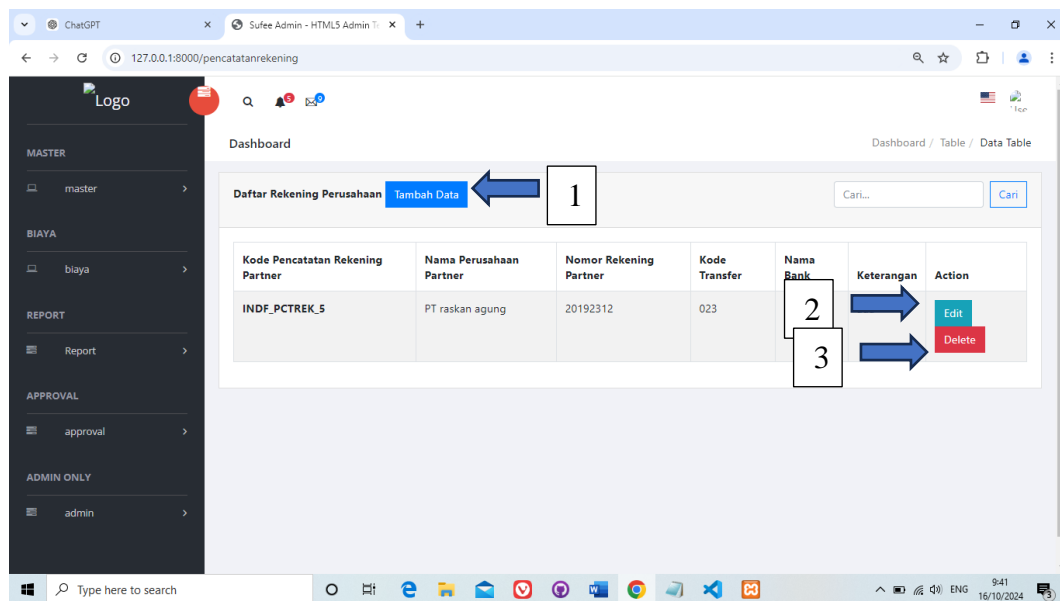 ChatGPT
Sufee Admin - HTML5 Admin Te
127.0.0.1:8000/pencatatanrekening
Logo
5
0
MASTER
master
BIAYA
biaya
REPORT
Report
APPROVAL
approval
ADMIN ONLY
admin
Dashboard
Dashboard / Table / Data Table
Daftar Rekening Perusahaan Tambah Data
1
Cari...
Cari
Kode Pencatatan Rekening Partner
Nama Perusahaan Partner
Nomor Rekening Partner
Kode Transfer
Nama Bank
Keterangan
Action
INDF_PCTREK_5
PT raskan agung
20192312
023
2
Edit
3
Delete
Type here to search
ENG
9:41
16/10/2024